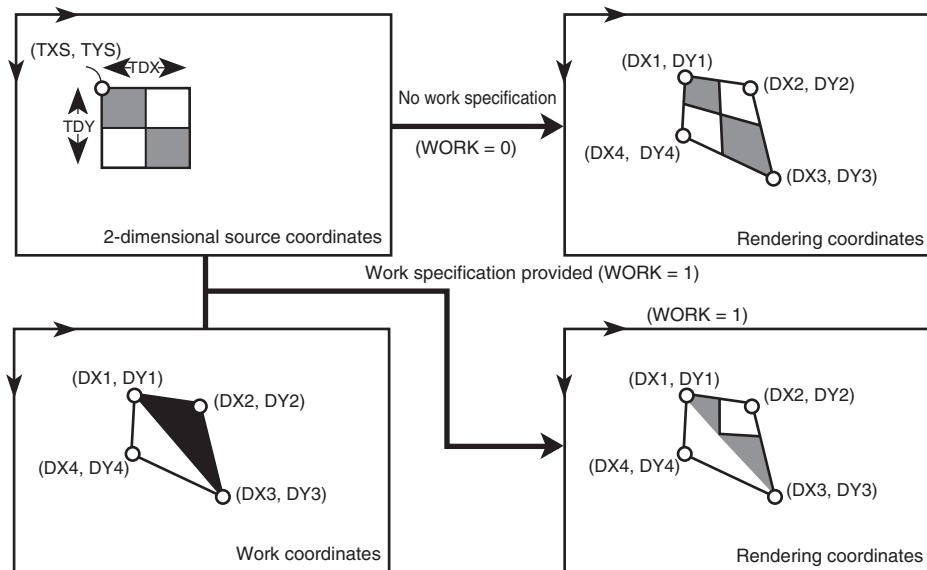 (TXS, TYS)
TDX
TDY
2-dimensional source coordinates
No work specification
(WORK = 0)
(DX1, DY1)
(DX2, DY2)
(DX4, DY4)
(DX3, DY3)
Rendering coordinates
Work specification provided (WORK = 1)
(WORK = 1)
(DX1, DY1)
(DX2, DY2)
(DX4, DY4)
(DX3, DY3)
Work coordinates
(DX1, DY1)
(DX2, DY2)
(DX4, DY4)
(DX3, DY3)
Rendering coordinates